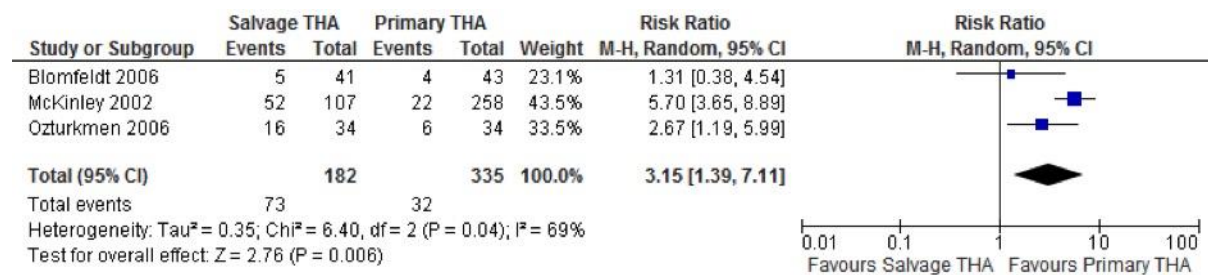 Salvage THA Primary THA Risk Ratio Risk Ratio
Study or Subgroup Events Total Events Total Weight M-H, Random, 95% CI M-H, Random, 95% CI
Blomfeldt 2006 5 41 4 43 23.1% 1.31 [0.38, 4.54]
McKinley 2002 52 107 22 258 43.5% 5.70 [3.65, 8.89]
Ozturkmen 2006 16 34 6 34 33.5% 2.67 [1.19, 5.99]
Total (95% CI) 182 335 100.0% 3.15 [1.39, 7.11]
Total events 73 32
Heterogeneity: Tau² = 0.35; Chi² = 6.40, df = 2 (P = 0.04); I² = 69%
Test for overall effect: Z = 2.76 (P = 0.006)
0.01 0.1 1 10 100
Favours Salvage THA Favours Primary THA